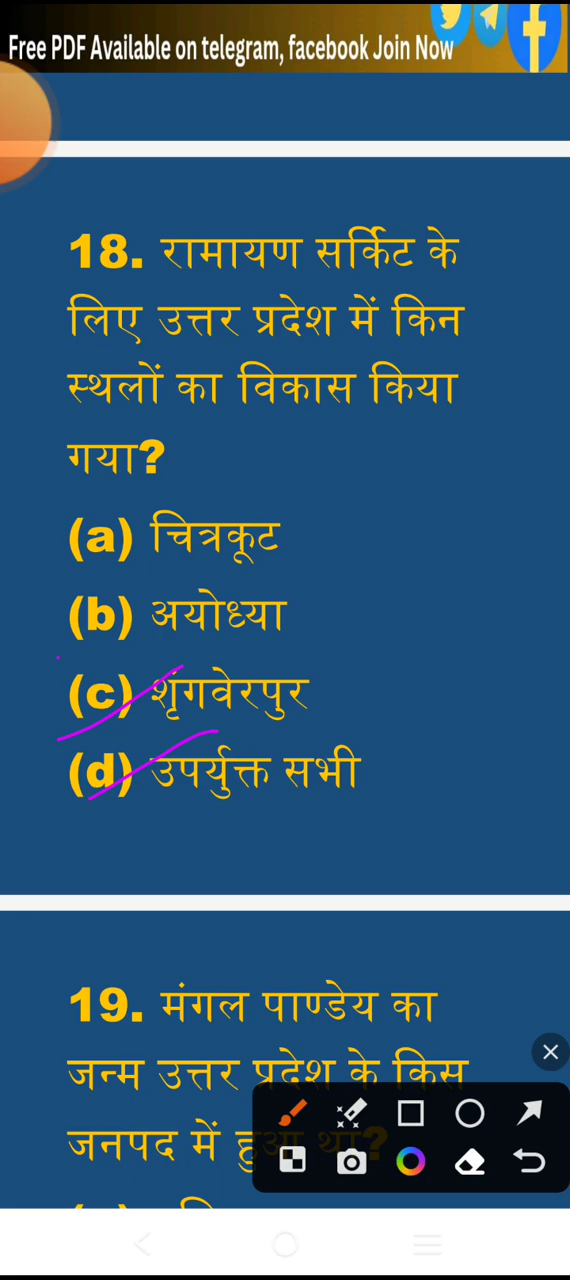 Free PDF Available on telegram, facebook Join Now
18. रामायण सर्किट के
लिए उत्तर प्रदेश में किन
स्थलों का विकास किया
गया?
(a) चित्रकूट
(b) अयोध्या
(c) शृंगवेरपुर
(d) उपर्युक्त सभी
19. मंगल पाण्डेय का
जन्म उत्तर प्रदेश के किस
जनपद में हुआ था?